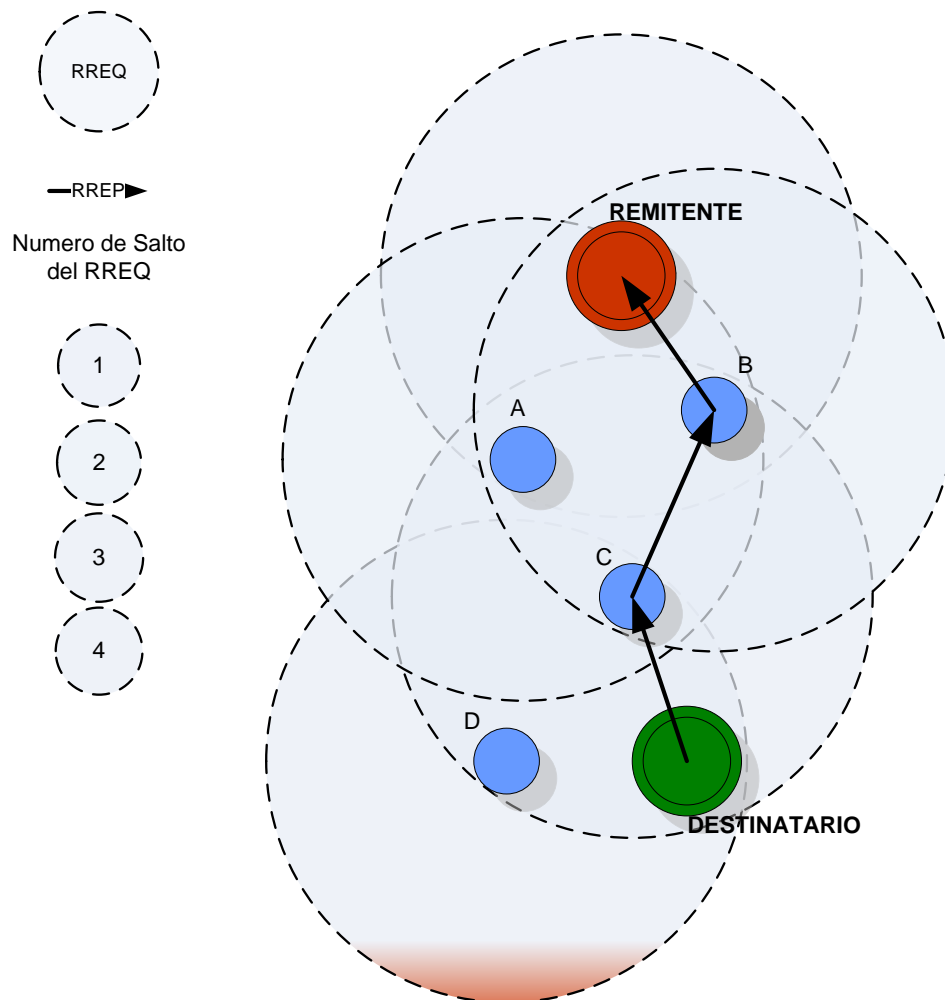 RREQ
RREP
Numero de Salto
del RREQ
1
2
3
4
REMITENTE
B
A
C
D
DESTINATARIO